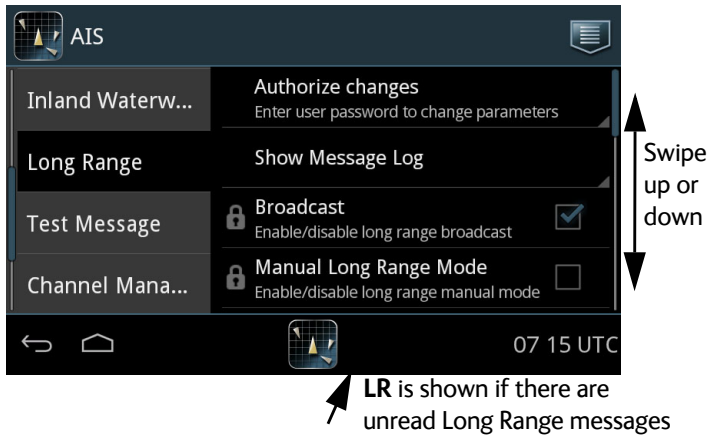 AIS
Inland Waterw...
Long Range
Test Message
Channel Mana...
Authorize changes
Enter user password to change parameters
Show Message Log
Broadcast
Enable/disable long range broadcast
Manual Long Range Mode
Enable/disable long range manual mode
07 15 UTC
Swipe
up or
down
LR is shown if there are
unread Long Range messages